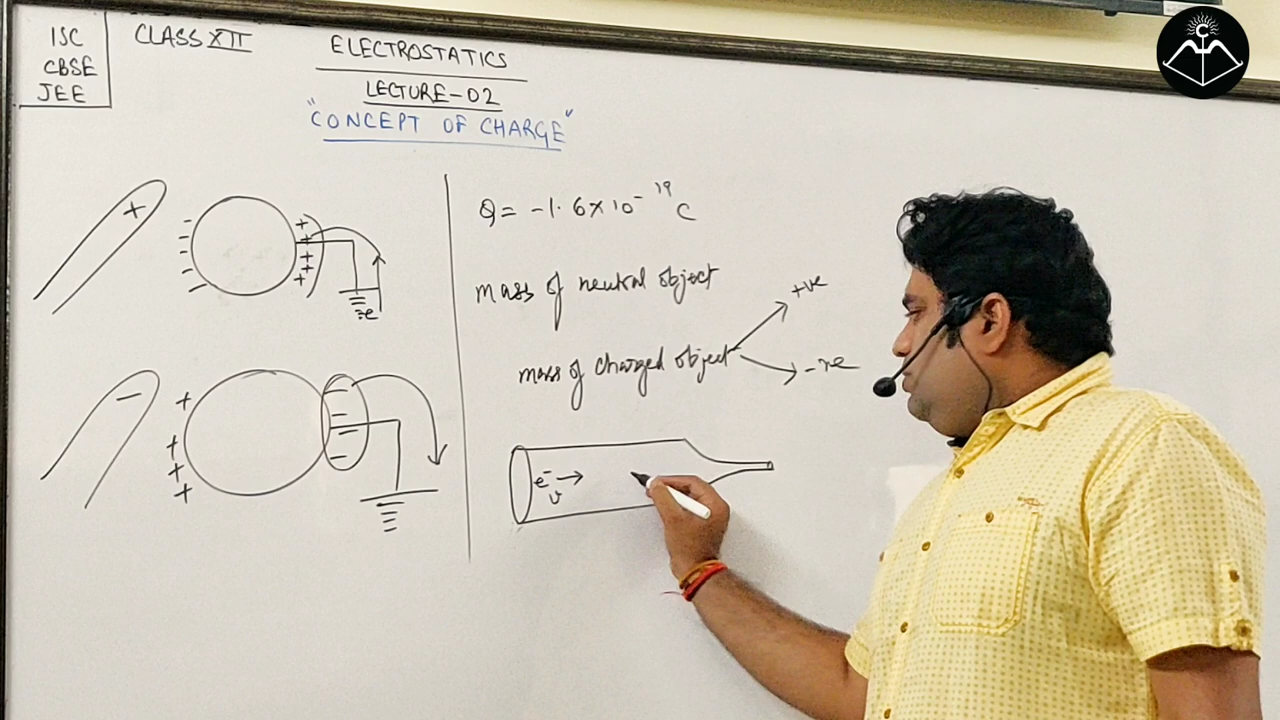 ISC
CBSE
JEE
CLASS XII
ELECTROSTATICS
LECTURE-02
"CONCEPT OF CHARGE"
+
- - - - -
+ + + + +
-e
-
+ + + +
- - - -
Q = -1.6×10⁻¹⁹ C
mass of neutral object
mass of charged object
+ve
-ve
e⁻ →
v
C